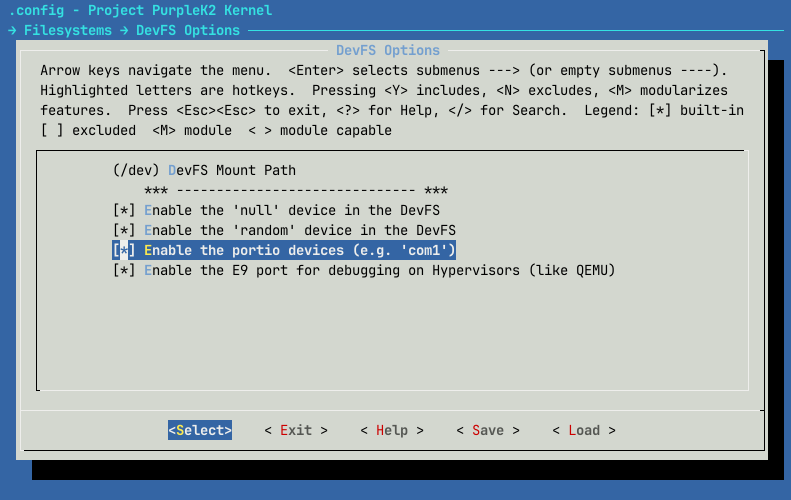 .config - Project PurpleK2 Kernel
→ Filesystems → DevFS Options
DevFS Options
Arrow keys navigate the menu.  <Enter> selects submenus ---> (or empty submenus ----).
Highlighted letters are hotkeys.  Pressing <Y> includes, <N> excludes, <M> modularizes
features.  Press <Esc><Esc> to exit, <?> for Help, </> for Search.  Legend: [*] built-in
[ ] excluded  <M> module  < > module capable
(/dev) DevFS Mount Path
*** ------------------------------ ***
[*] Enable the 'null' device in the DevFS
[*] Enable the 'random' device in the DevFS
[*] Enable the portio devices (e.g. 'com1')
[*] Enable the E9 port for debugging on Hypervisors (like QEMU)
<Select>    < Exit >    < Help >    < Save >    < Load >